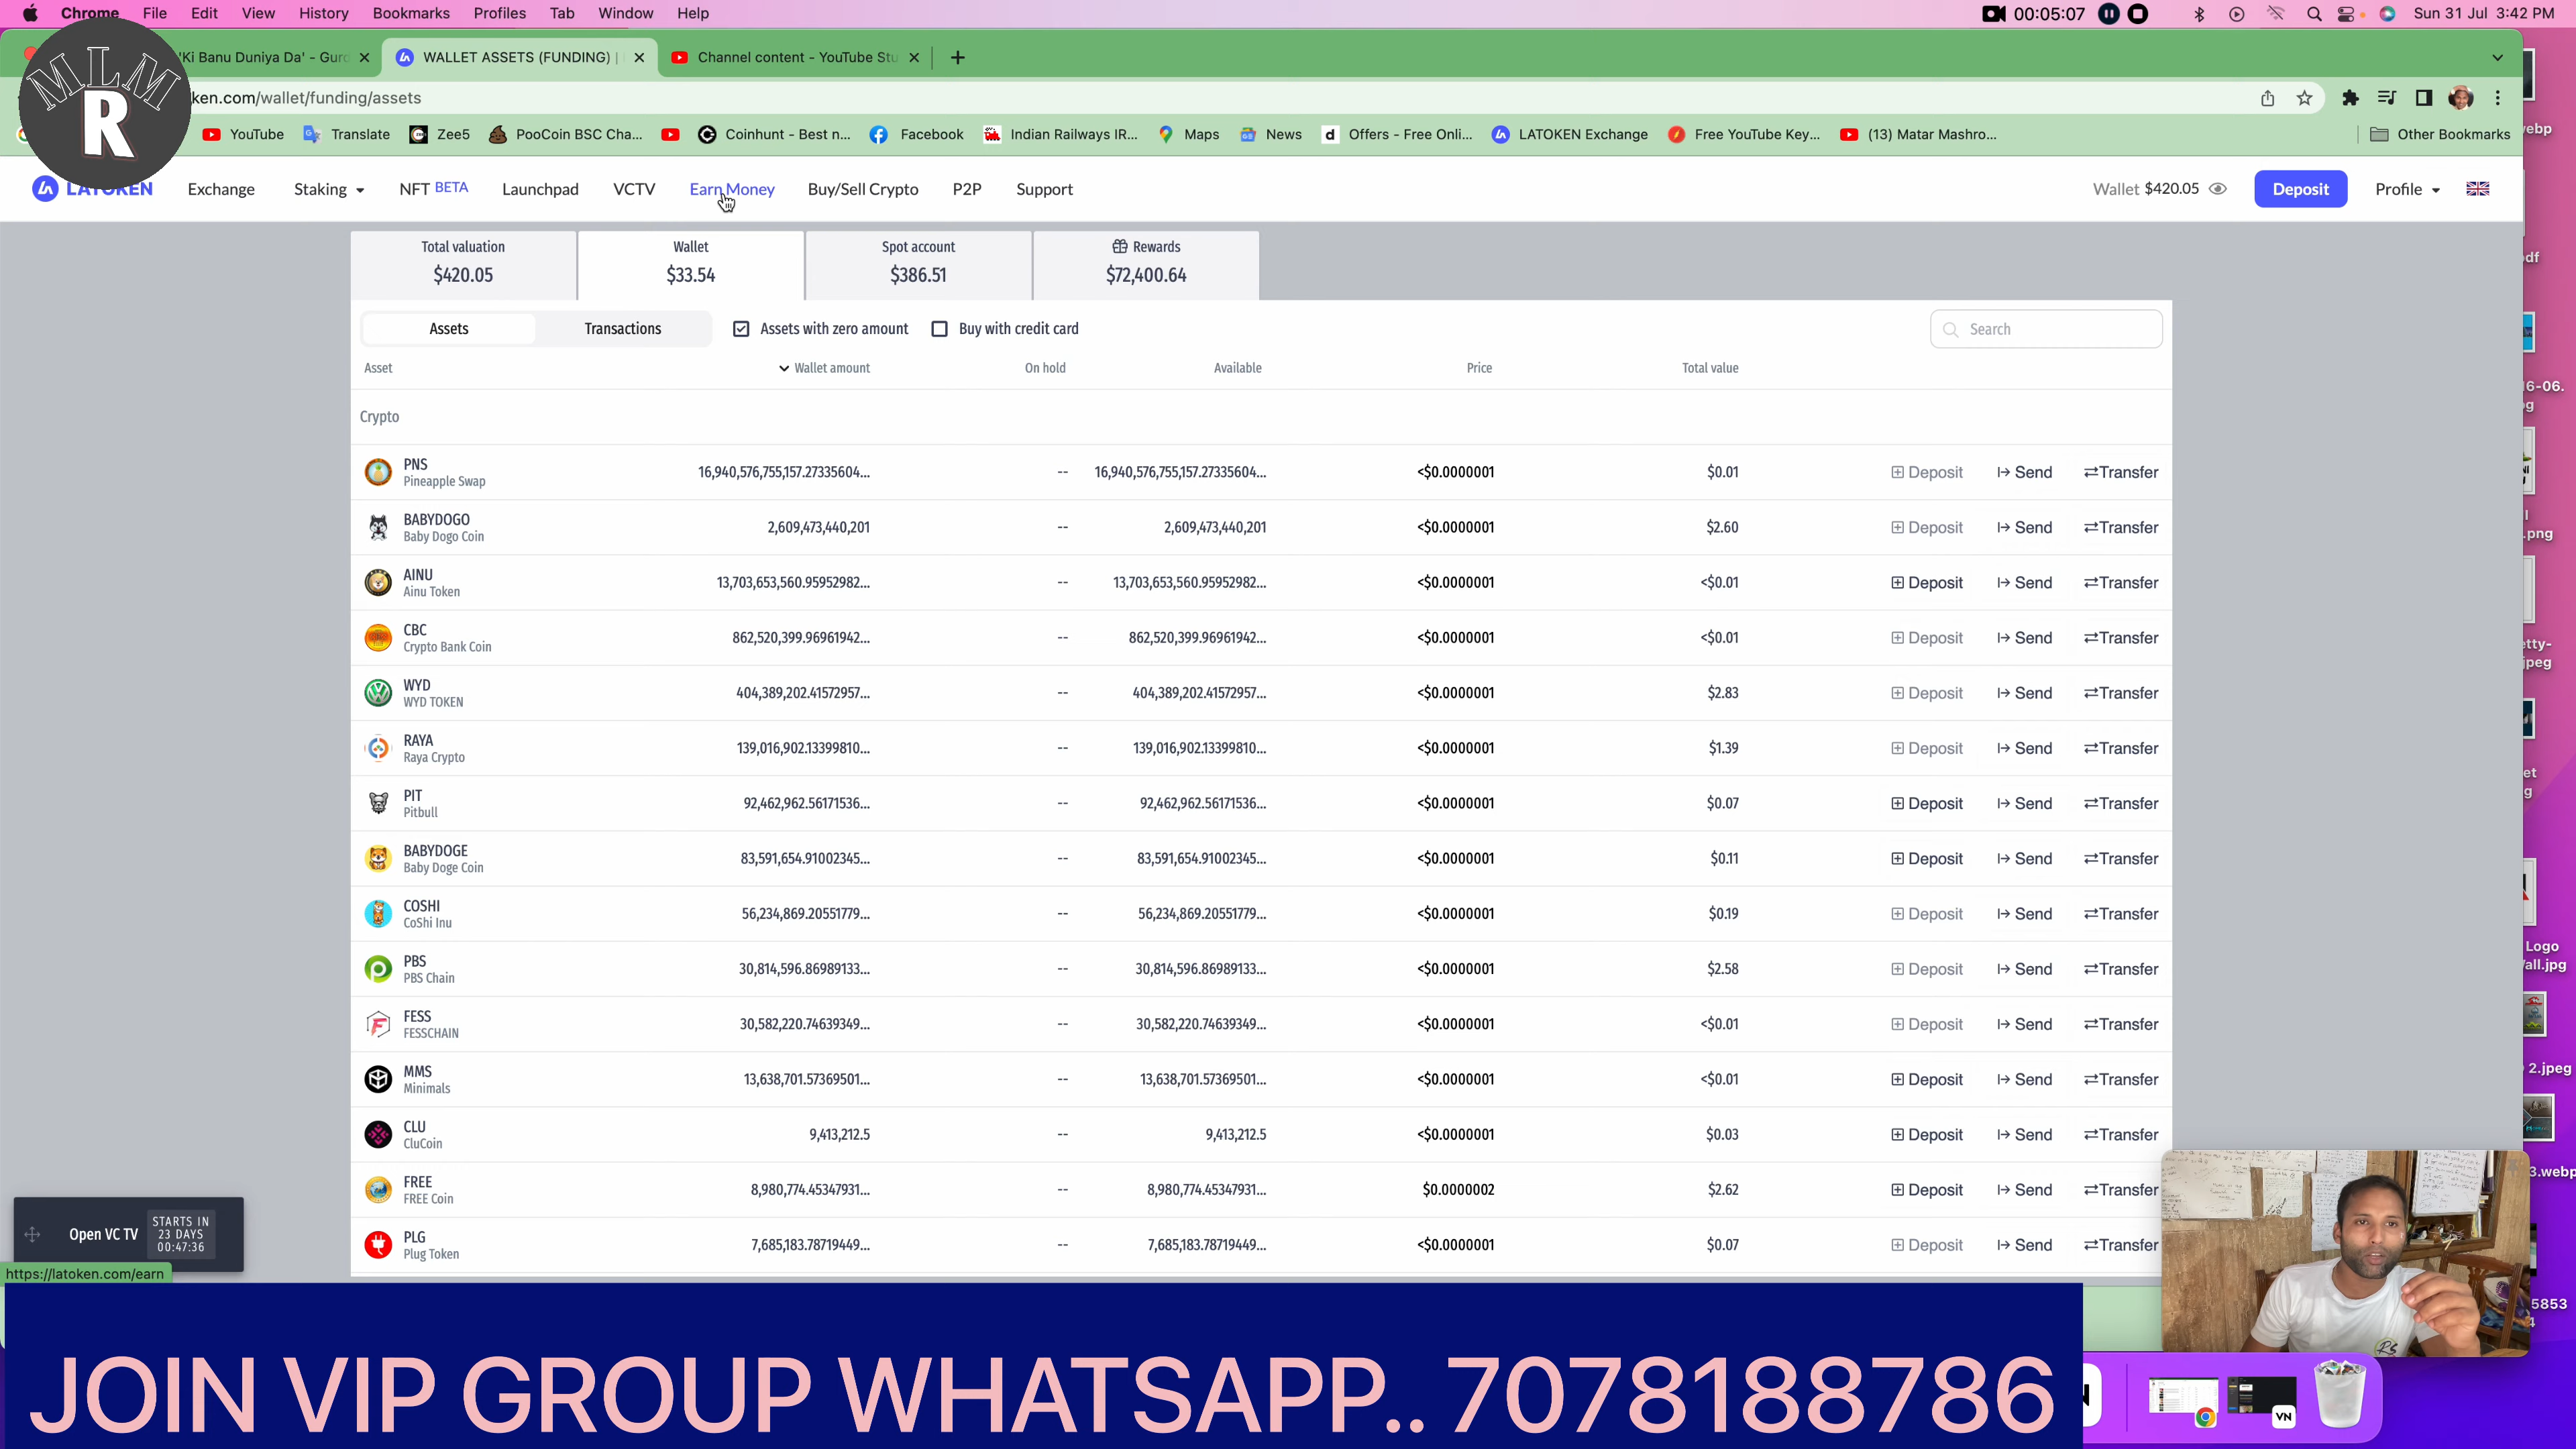 Chrome File Edit View History Bookmarks Profiles Tab Window Help 00:05:07 Sun 31 Jul 3:42 PM
'Ki Banu Duniya Da' - Guro WALLET ASSETS (FUNDING) | Channel content - YouTube Stu
ken.com/wallet/funding/assets
YouTube Translate Zee5 PooCoin BSC Cha... Coinhunt - Best n... Facebook Indian Railways IR... Maps News Offers - Free Onli... LATOKEN Exchange Free YouTube Key... (13) Matar Mashro... Other Bookmarks
MLM
R
LATOKEN Exchange Staking NFT BETA Launchpad VCTV Earn Money Buy/Sell Crypto P2P Support Wallet $420.05 Deposit Profile
Total valuation Wallet Spot account Rewards
$420.05 $33.54 $386.51 $72,400.64
Assets Transactions Assets with zero amount Buy with credit card Search
Asset Wallet amount On hold Available Price Total value
Crypto
PNS
Pineapple Swap 16,940,576,755,157.27335604... -- 16,940,576,755,157.27335604... <$0.0000001 $0.01 Deposit Send Transfer
BABYDOGO
Baby Dogo Coin 2,609,473,440,201 -- 2,609,473,440,201 <$0.0000001 $2.60 Deposit Send Transfer
AINU
Ainu Token 13,703,653,560.95952982... -- 13,703,653,560.95952982... <$0.0000001 <$0.01 Deposit Send Transfer
CBC
Crypto Bank Coin 862,520,399.96961942... -- 862,520,399.96961942... <$0.0000001 <$0.01 Deposit Send Transfer
WYD
WYD TOKEN 404,389,202.41572957... -- 404,389,202.41572957... <$0.0000001 $2.83 Deposit Send Transfer
RAYA
Raya Crypto 139,016,902.13399810... -- 139,016,902.13399810... <$0.0000001 $1.39 Deposit Send Transfer
PIT
Pitbull 92,462,962.56171536... -- 92,462,962.56171536... <$0.0000001 $0.07 Deposit Send Transfer
BABYDOGE
Baby Doge Coin 83,591,654.91002345... -- 83,591,654.91002345... <$0.0000001 $0.11 Deposit Send Transfer
COSHI
CoShi Inu 56,234,869.20551779... -- 56,234,869.20551779... <$0.0000001 $0.19 Deposit Send Transfer
PBS
PBS Chain 30,814,596.86989133... -- 30,814,596.86989133... <$0.0000001 $2.58 Deposit Send Transfer
FESS
FESSCHAIN 30,582,220.74639349... -- 30,582,220.74639349... <$0.0000001 <$0.01 Deposit Send Transfer
MMS
Minimals 13,638,701.57369501... -- 13,638,701.57369501... <$0.0000001 <$0.01 Deposit Send Transfer
CLU
CluCoin 9,413,212.5 -- 9,413,212.5 <$0.0000001 $0.03 Deposit Send Transfer
FREE
FREE Coin 8,980,774.45347931... -- 8,980,774.45347931... $0.0000002 $2.62 Deposit Send Transfer
PLG
Plug Token 7,685,183.78719449... -- 7,685,183.78719449... <$0.0000001 $0.07 Deposit Send Transfer
Open VC TV STARTS IN
23 DAYS
00:47:36
https://latoken.com/earn
JOIN VIP GROUP WHATSAPP.. 7078188786
ebp
df
16-06.
g
.png
etty-
jpeg
et
g
Logo
all.jpg
2.jpeg
3.webp
5853
4
VN